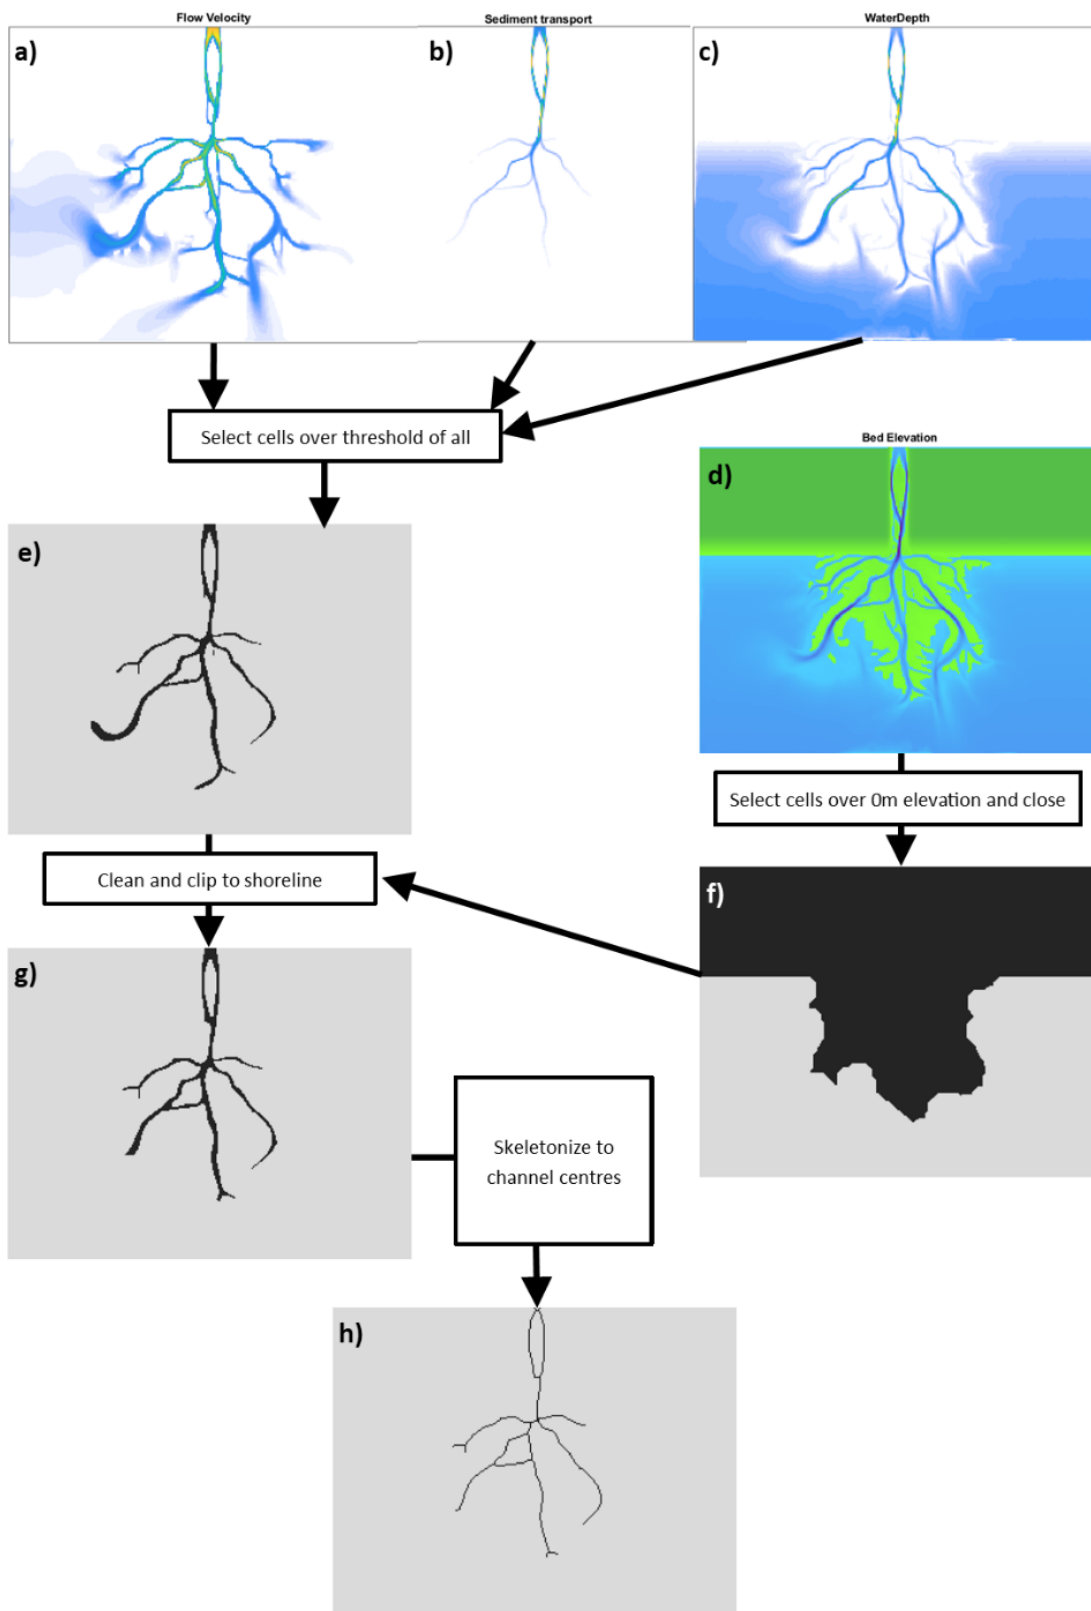 Flow Velocity
Sediment transport
WaterDepth
a)
b)
c)
Select cells over threshold of all
Bed Elevation
d)
e)
Select cells over 0m elevation and close
Clean and clip to shoreline
f)
g)
Skeletonize to
channel centres
h)